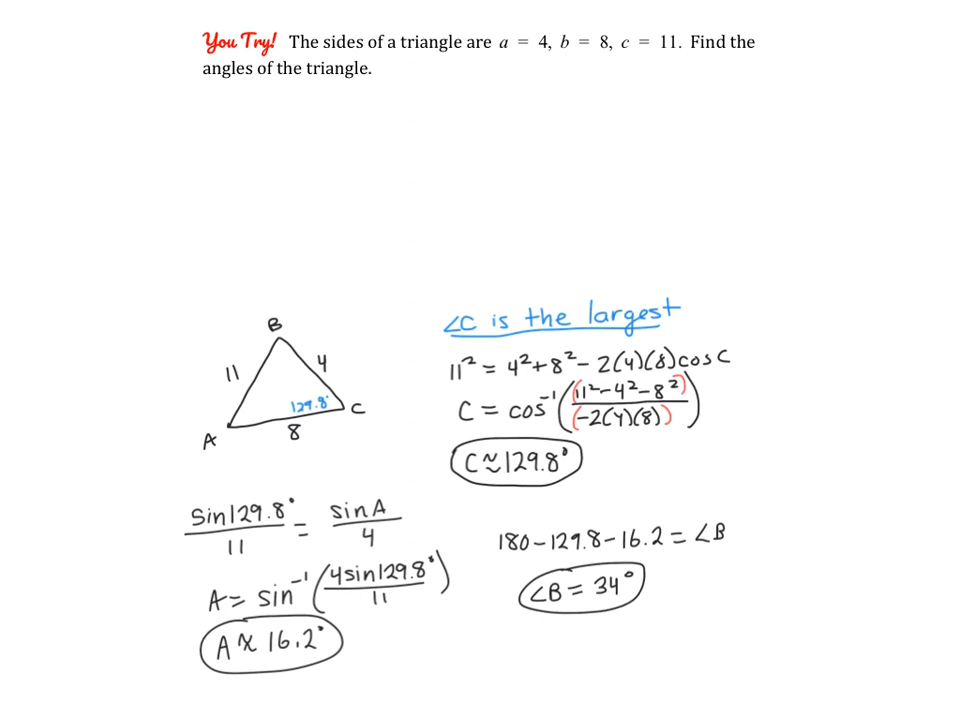 You Try! The sides of a triangle are a = 4, b = 8, c = 11. Find the
angles of the triangle.
B
11
4
129.8°
C
A
8
∠C is the largest
11² = 4² + 8² - 2(4)(8)cosC
C = cos⁻¹((11²-4²-8²)/(-2(4)(8)))
C ≈ 129.8°
sin129.8°/11 = sinA/4
A = sin⁻¹(4sin129.8°/11)
A ≈ 16.2°
180-129.8-16.2 = ∠B
∠B = 34°